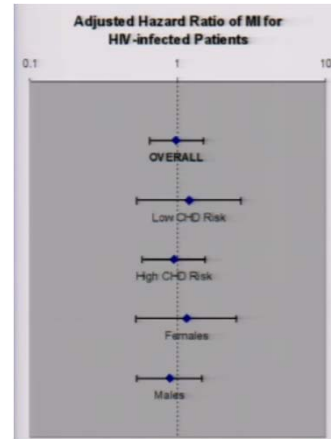 Adjusted Hazard Ratio of MI for
HIV-infected Patients
0.1 1 10
OVERALL
Low CHD Risk
High CHD Risk
Females
Males